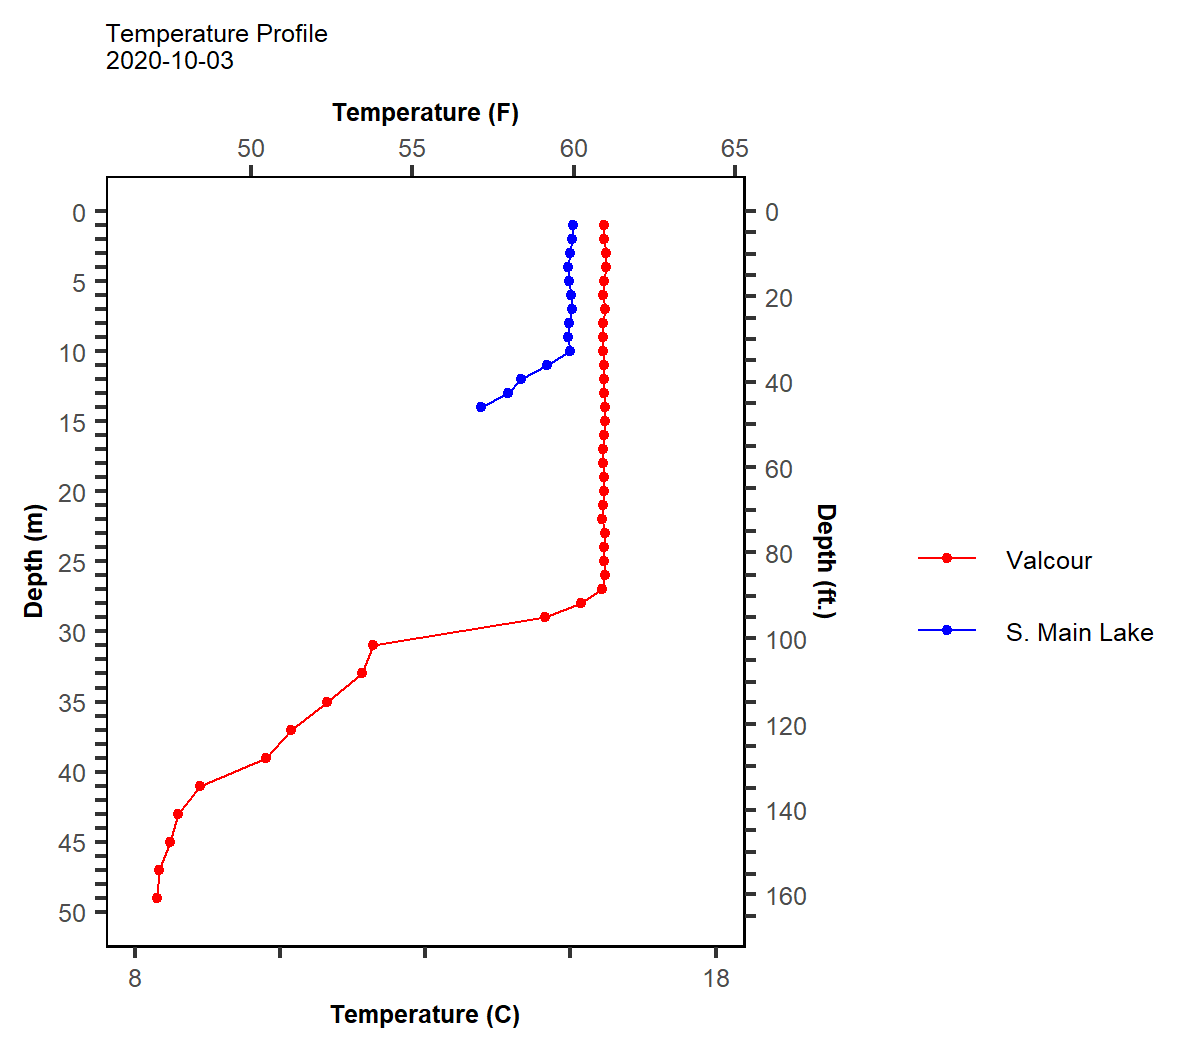 Temperature Profile
2020-10-03
Temperature (F)
50 55 60 65
0
5
10
15
20
25
30
35
40
45
50
Depth (m)
0
20
40
60
80
100
120
140
160
Depth (ft.)
Valcour
S. Main Lake
8 18
Temperature (C)